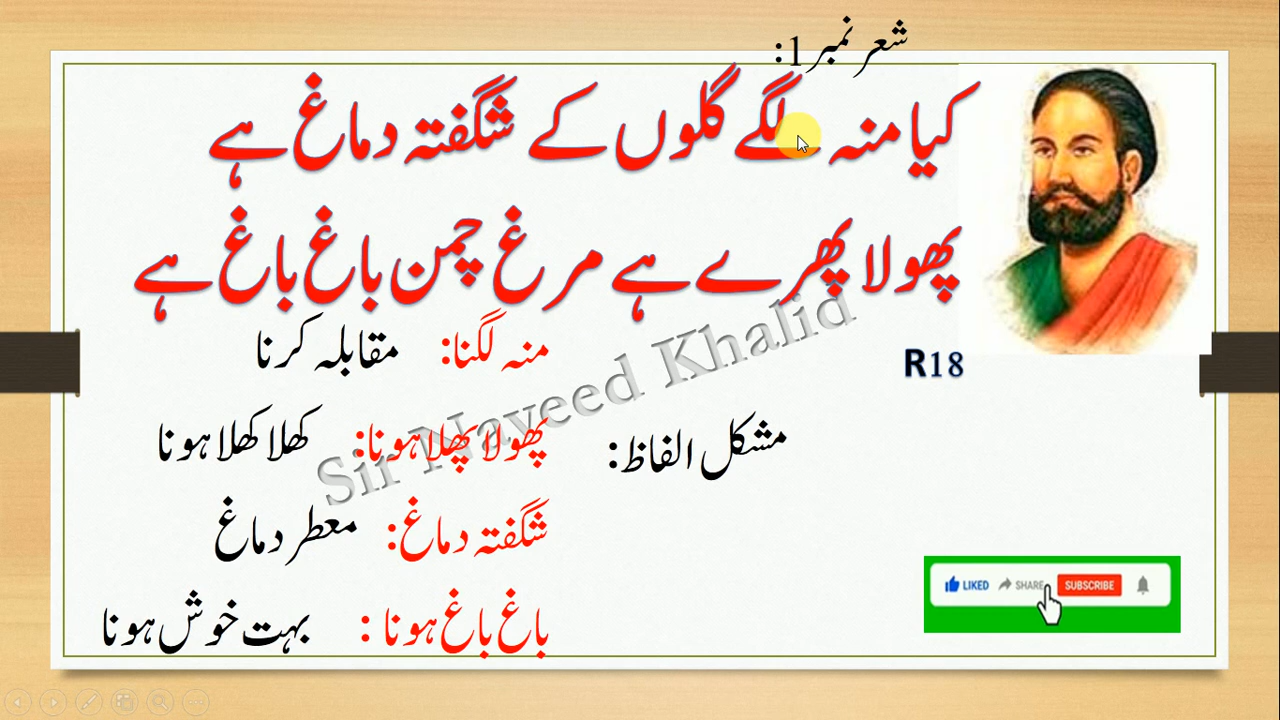 شعر نمبر 1:
کیا منہ لگے گلوں کے شگفتہ دماغ ہے
پھولا پھرے ہے مرغ چمن باغ باغ ہے
R18
Sir Naveed Khalid
مشکل الفاظ:
منہ لگنا: مقابلہ کرنا
پھولا پھلا ہونا: کھلا کھلا ہونا
شگفتہ دماغ: معطر دماغ
باغ باغ ہونا : بہت خوش ہونا
LIKED SHARE SUBSCRIBE